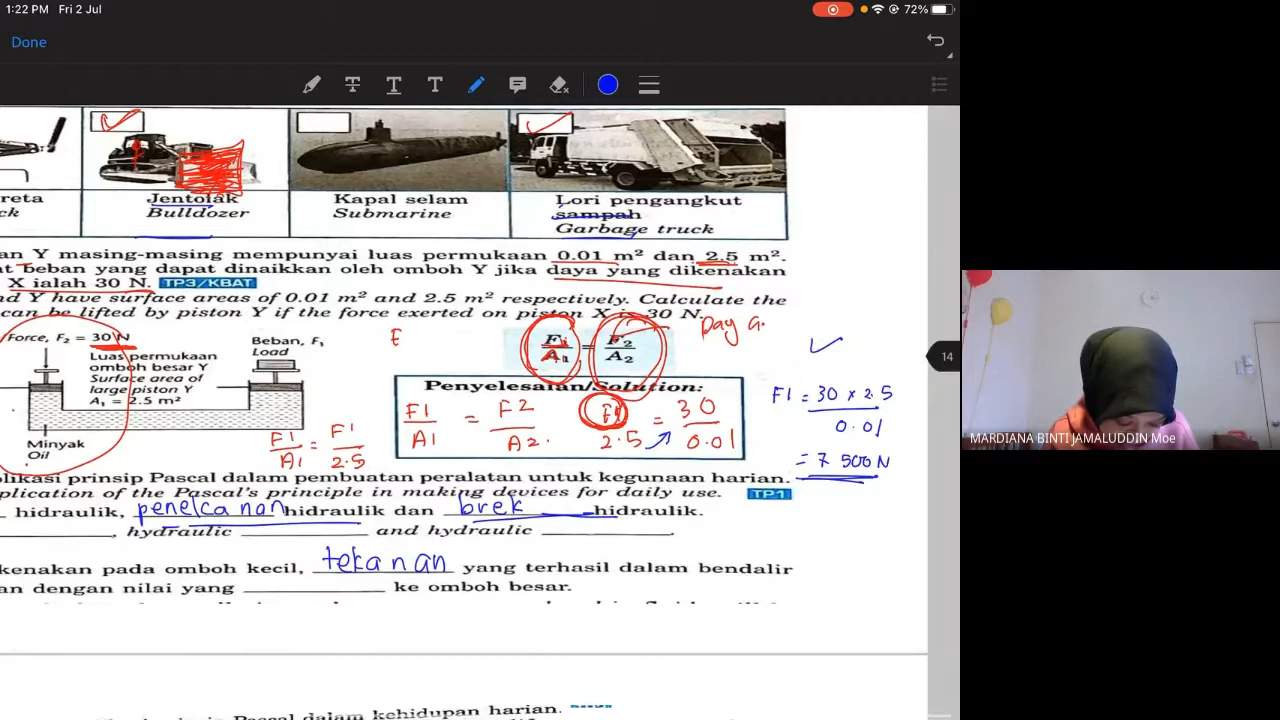 1:22 PM Fri 2 Jul
72%
Done
reta
ck
Jentolak
Bulldozer
Kapal selam
Submarine
Lori pengangkut
sampah
Garbage truck
an Y masing-masing mempunyai luas permukaan 0.01 m² dan 2.5 m².
at beban yang dapat dinaikkan oleh omboh Y jika daya yang dikenakan
X ialah 30 N. TP3/KBAT
nd Y have surface areas of 0.01 m² and 2.5 m² respectively. Calculate the
can be lifted by piston Y if the force exerted on piston X is 30 N.
Force, F₂ = 30 N
Luas permukaan
omboh besar Y
Surface area of
large piston Y
A₁ = 2.5 m²
Beban, F₁
Load
Minyak
Oil
F₁/A₁ = F₂/A₂
Penyelesaian/Solution:
F1/A1 = F2/A2.
F1/2.5 = 30/0.01
F1/A1 = F1/2.5
F1 = 30 x 2.5
0.01
= 7 500 N
14
MARDIANA BINTI JAMALUDDIN Moe
plikasi prinsip Pascal dalam pembuatan peralatan untuk kegunaan harian.
pplication of the Pascal's principle in making devices for daily use. TP1
hidraulik, penekanan hidraulik dan brek hidraulik.
, hydraulic and hydraulic .
kenakan pada omboh kecil, tekanan yang terhasil dalam bendalir
an dengan nilai yang ke omboh besar.
Pascal dalam kehidupan harian.